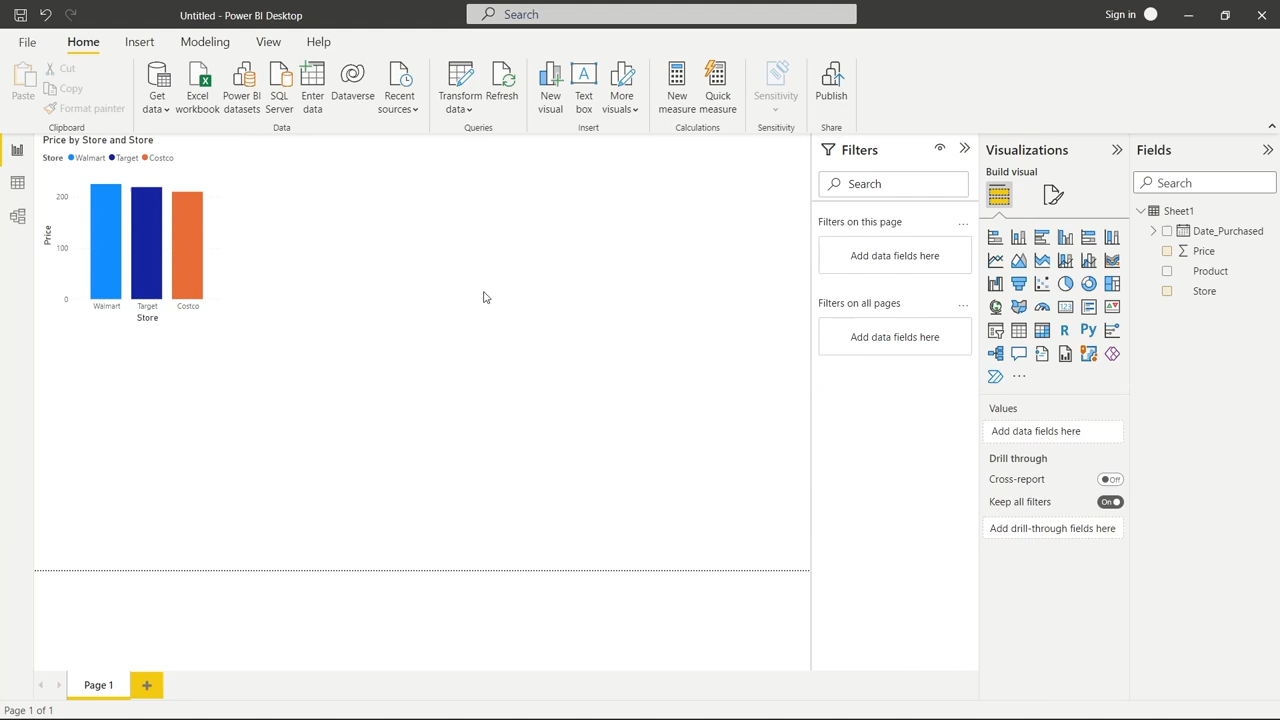 Untitled - Power BI Desktop
Search
Sign in
File Home Insert Modeling View Help
Paste
Cut
Copy
Format painter
Clipboard
Get data
Excel workbook
Power BI datasets
SQL Server
Enter data
Dataverse
Recent sources
Data
Transform data
Refresh
Queries
New visual
Text box
More visuals
Insert
New measure
Quick measure
Calculations
Sensitivity
Sensitivity
Publish
Share
Price by Store and Store
Store Walmart Target Costco
200
100
0
Price
Walmart Target Costco
Store
Filters
Search
Filters on this page
...
Add data fields here
Filters on all pages
...
Add data fields here
Visualizations
Build visual
123
R
Py
...
Values
Add data fields here
Drill through
Cross-report
Off
Keep all filters
On
Add drill-through fields here
Fields
Search
Sheet1
Date_Purchased
Σ Price
Product
Store
Page 1
Page 1 of 1